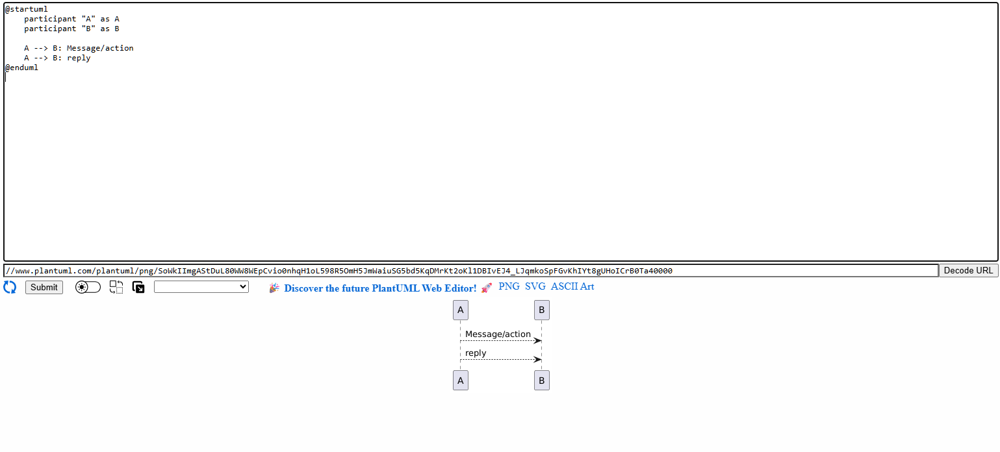 @startuml
    participant "A" as A
    participant "B" as B

    A --> B: Message/action
    A --> B: reply
@enduml
//www.plantuml.com/plantuml/png/SoWkIImgAStDuL80WW8WEpCvio0nhqH1oL598R5OmH5JmWaiuSG5bd5KqDMrKt2oKl1DBIvEJ4_LJqmkoSpFGvKhIYt8gUHoICrB0Ta40000 Decode URL
Submit 🎉 Discover the future PlantUML Web Editor! 🚀 PNG SVG ASCII Art
A B
Message/action
reply
A B